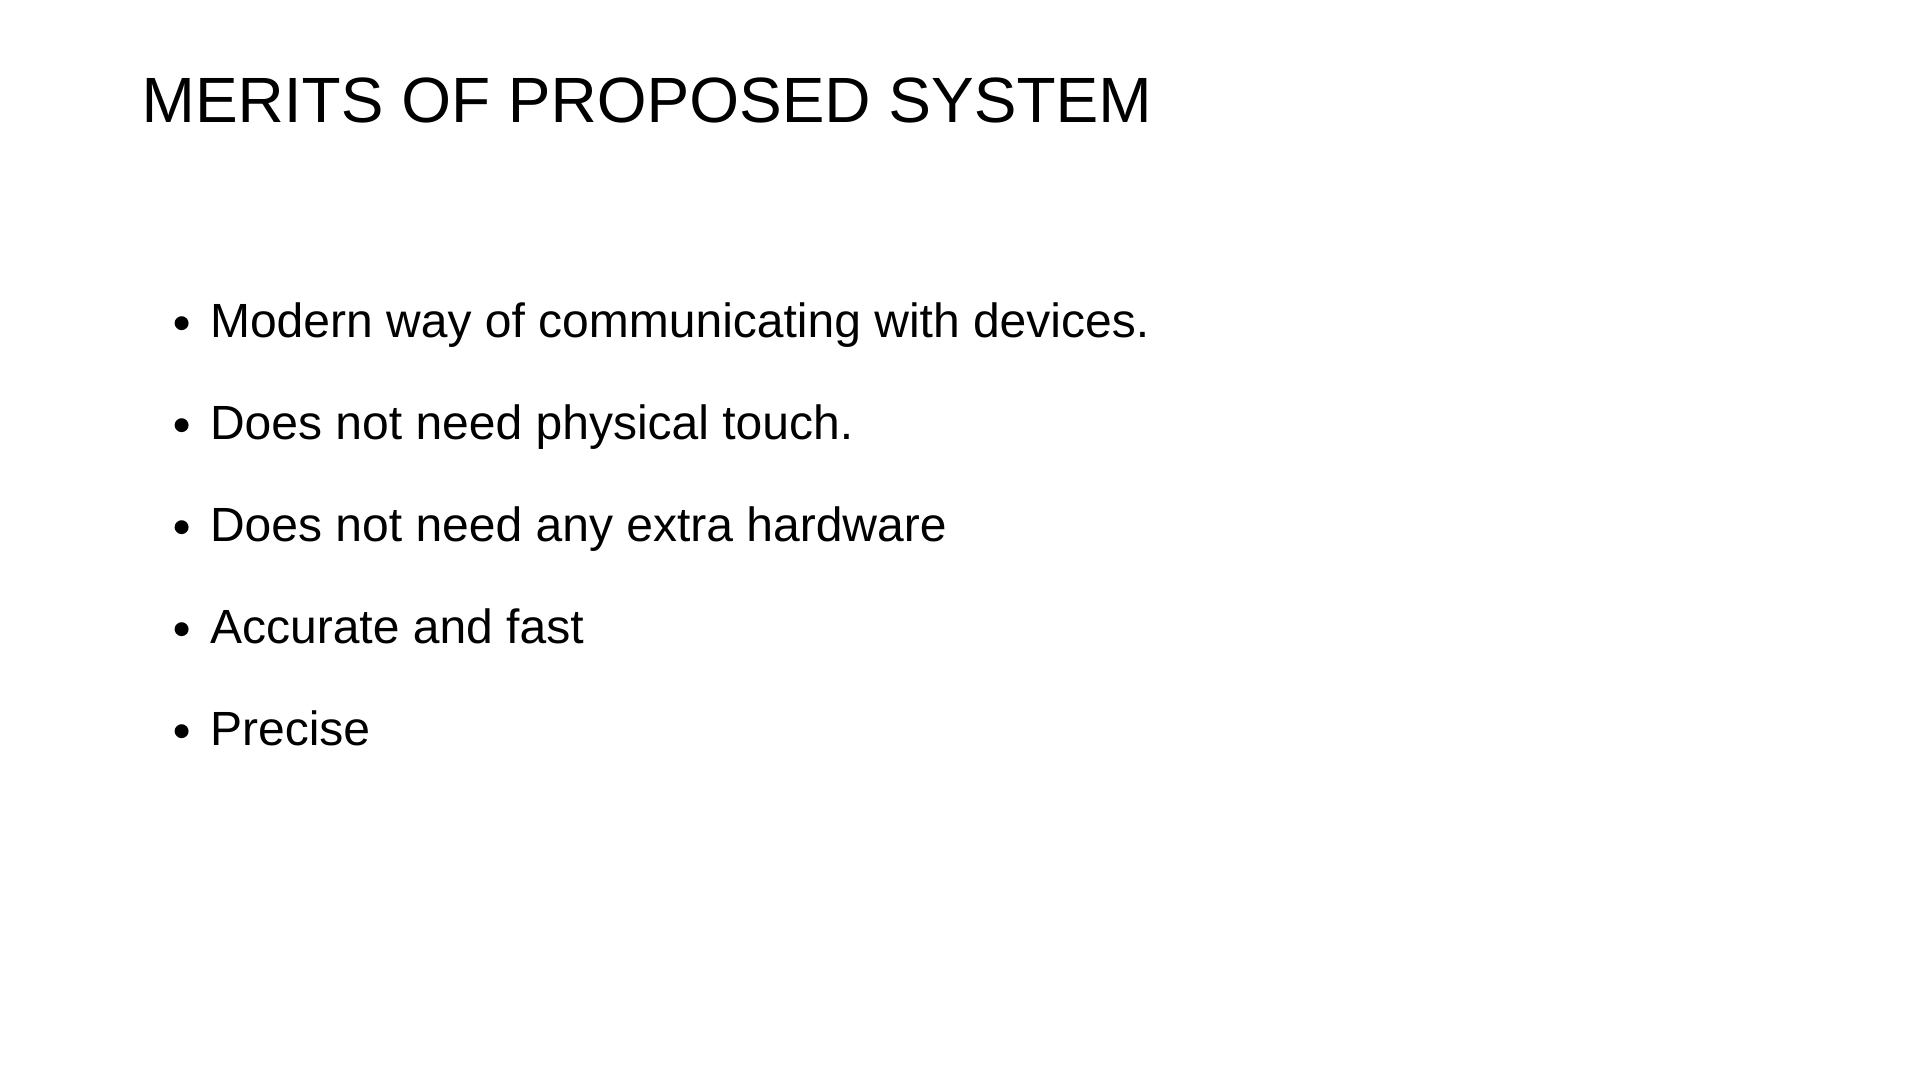 MERITS OF PROPOSED SYSTEM
• Modern way of communicating with devices.
• Does not need physical touch.
• Does not need any extra hardware
• Accurate and fast
• Precise